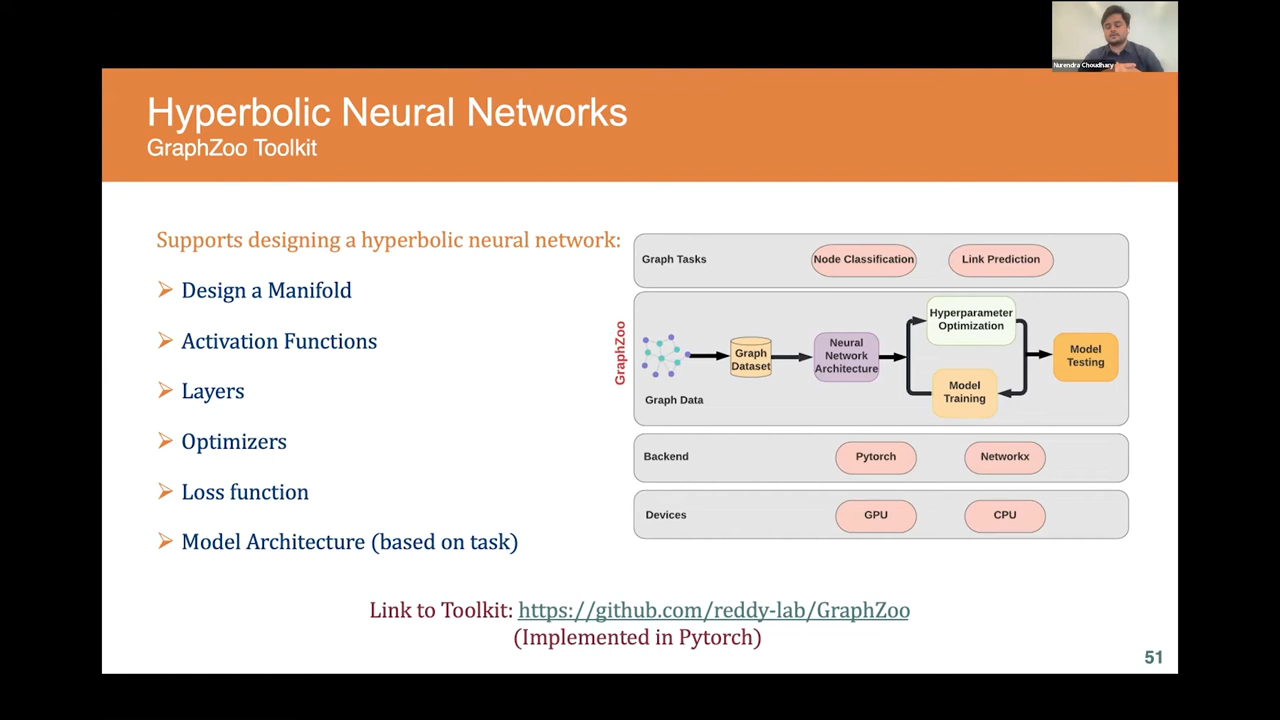 Nurendra Choudhary
Hyperbolic Neural Networks
GraphZoo Toolkit
Supports designing a hyperbolic neural network:
Design a Manifold
Activation Functions
Layers
Optimizers
Loss function
Model Architecture (based on task)
GraphZoo
Graph Tasks
Node Classification
Link Prediction
Graph
Dataset
Neural
Network
Architecture
Hyperparameter
Optimization
Model
Training
Model
Testing
Graph Data
Backend
Pytorch
Networkx
Devices
GPU
CPU
Link to Toolkit: https://github.com/reddy-lab/GraphZoo
(Implemented in Pytorch)
51